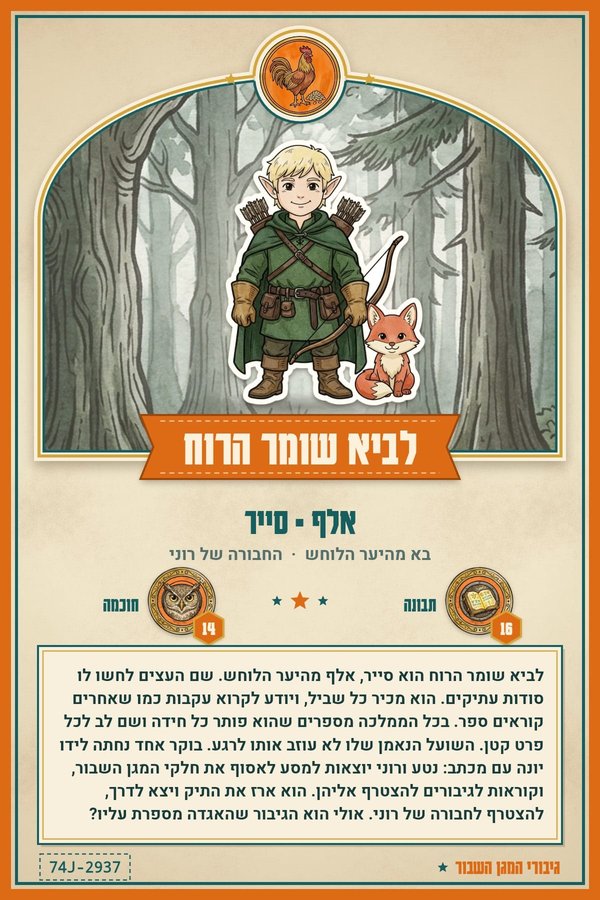 לביא שומר הרוח
אלף • סייר
בא מהיער הלוחש · החבורה של רוני
תבונה
16
חוכמה
14
לביא שומר הרוח הוא סייר, אלף מהיער הלוחש. שם העצים לחשו לו
סודות עתיקים. הוא מכיר כל שביל, ויודע לקרוא עקבות כמו שאחרים
קוראים ספר. בכל הממלכה מספרים שהוא פותר כל חידה ושם לב לכל
פרט קטן. השועל הנאמן שלו לא עוזב אותו לרגע. בוקר אחד נחתה לידו
יונה עם מכתב: נטע ורוני יוצאות למסע לאסוף את חלקי המגן השבור,
וקוראות לגיבורים להצטרף אליהן. הוא ארז את התיק ויצא לדרך,
להצטרף לחבורה של רוני. אולי הוא הגיבור שהאגדה מספרת עליו?
גיבורי המגן השבור
74J-2937